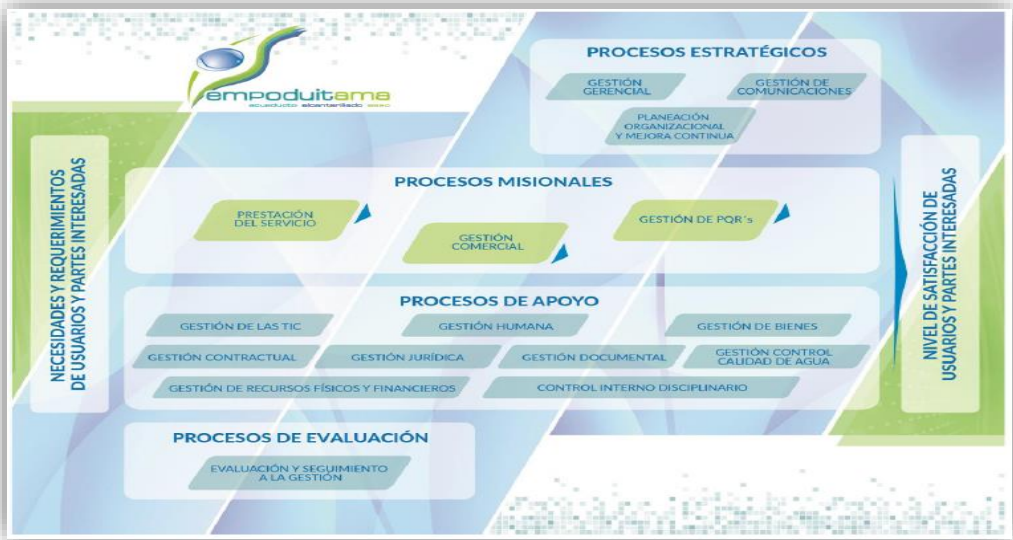 empoduitama
acueducto alcantarillado
PROCESOS ESTRATÉGICOS
GESTIÓN
GERENCIAL
GESTIÓN DE
COMUNICACIONES
PLANEACIÓN
ORGANIZACIONAL
Y MEJORA CONTINUA
NECESIDADES Y REQUERIMIENTOS
DE USUARIOS Y PARTES INTERESADAS
PROCESOS MISIONALES
PRESTACIÓN
DEL SERVICIO
GESTIÓN
COMERCIAL
GESTIÓN DE PQR´s
PROCESOS DE APOYO
GESTIÓN DE LAS TIC
GESTIÓN HUMANA
GESTIÓN DE BIENES
GESTIÓN CONTRACTUAL
GESTIÓN JURÍDICA
GESTIÓN DOCUMENTAL
GESTIÓN CONTROL
CALIDAD DE AGUA
GESTIÓN DE RECURSOS FÍSICOS Y FINANCIEROS
CONTROL INTERNO DISCIPLINARIO
PROCESOS DE EVALUACIÓN
EVALUACIÓN Y SEGUIMIENTO
A LA GESTIÓN
NIVEL DE SATISFACCIÓN DE
USUARIOS Y PARTES INTERESADAS